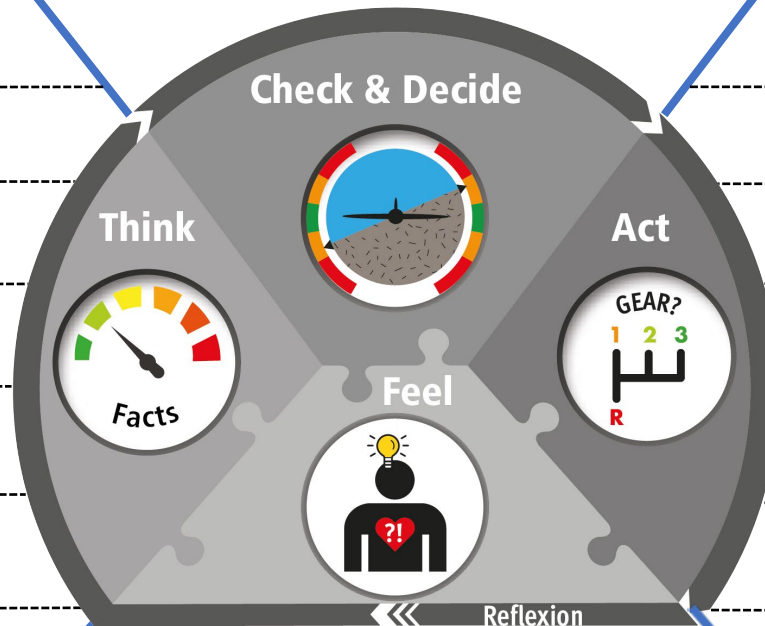 Check & Decide
Think
Act
GEAR?
1 2 3
R
Facts
Feel
?!
Reflexion